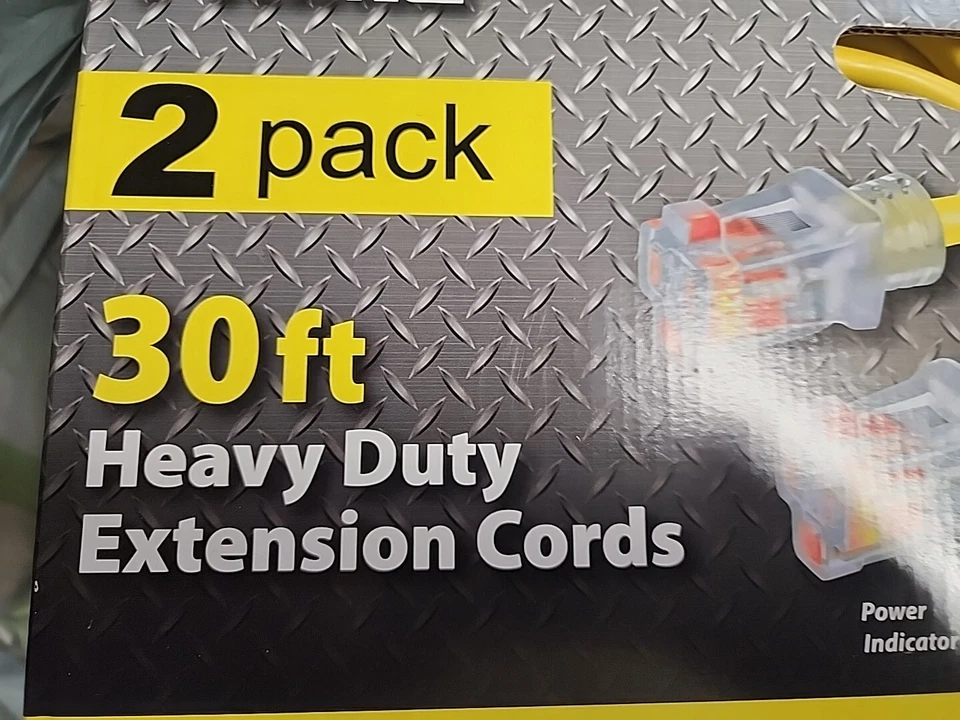 2 pack
30 ft
Heavy Duty
Extension Cords
Power
Indicator